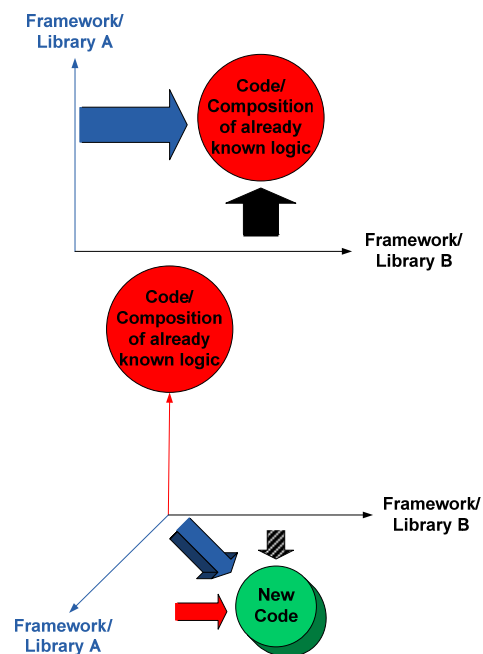 Framework/
Library A
Code/
Composition
of already
known logic
Framework/
Library B
Code/
Composition
of already
known logic
Framework/
Library B
New
Code
Framework/
Library A